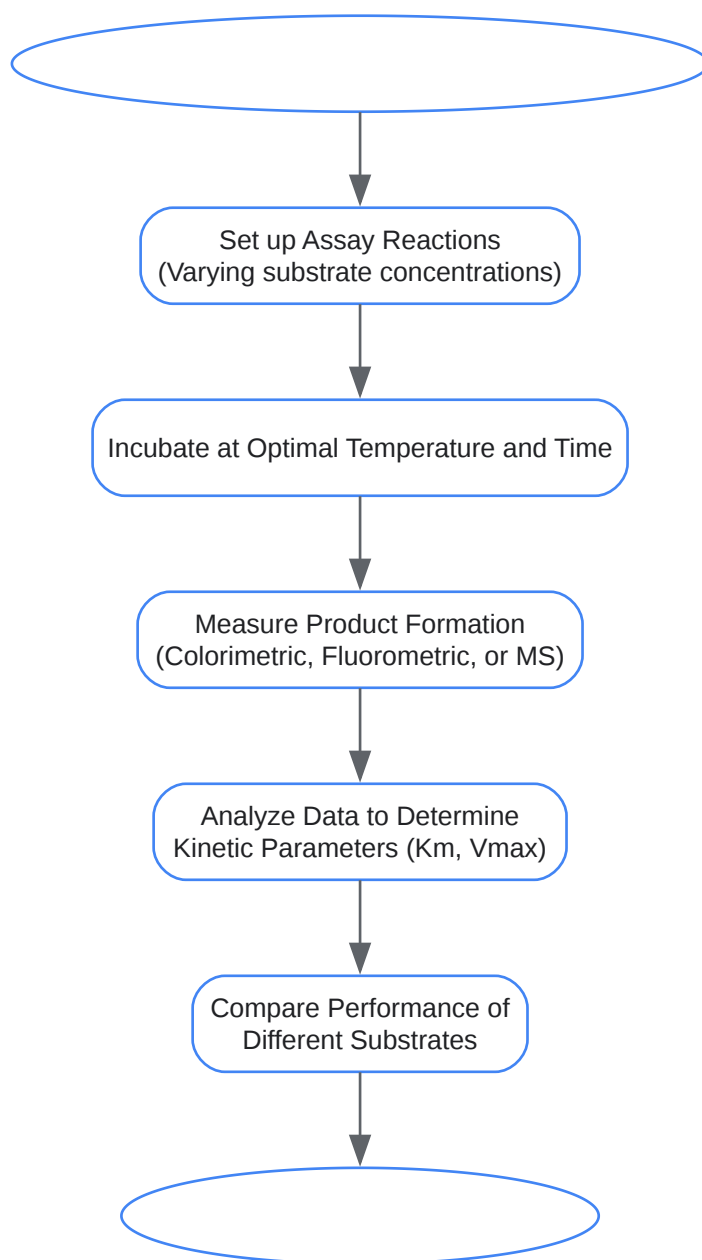 Set up Assay Reactions
(Varying substrate concentrations)
Incubate at Optimal Temperature and Time
Measure Product Formation
(Colorimetric, Fluorometric, or MS)
Analyze Data to Determine
Kinetic Parameters (Km, Vmax)
Compare Performance of
Different Substrates